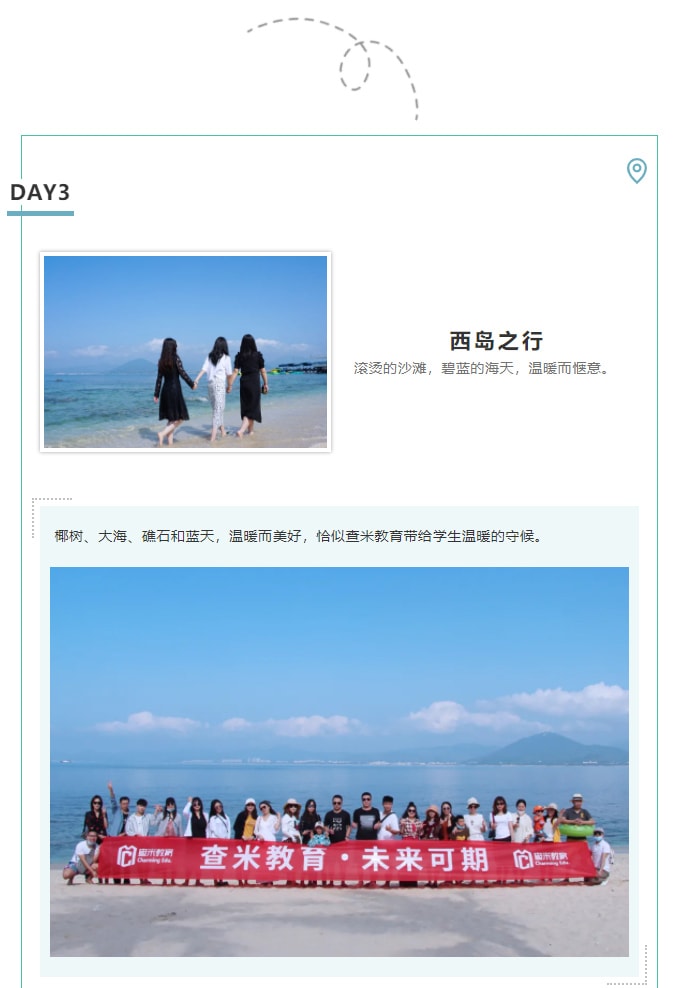 DAY3
西岛之行
滚烫的沙滩，碧蓝的海天，温暖而惬意。
椰树、大海、礁石和蓝天，温暖而美好，恰似查米教育带给学生温暖的守候。
查米教育·未来可期
查米教育
Charming Edu.
查米教育
Charming Edu.